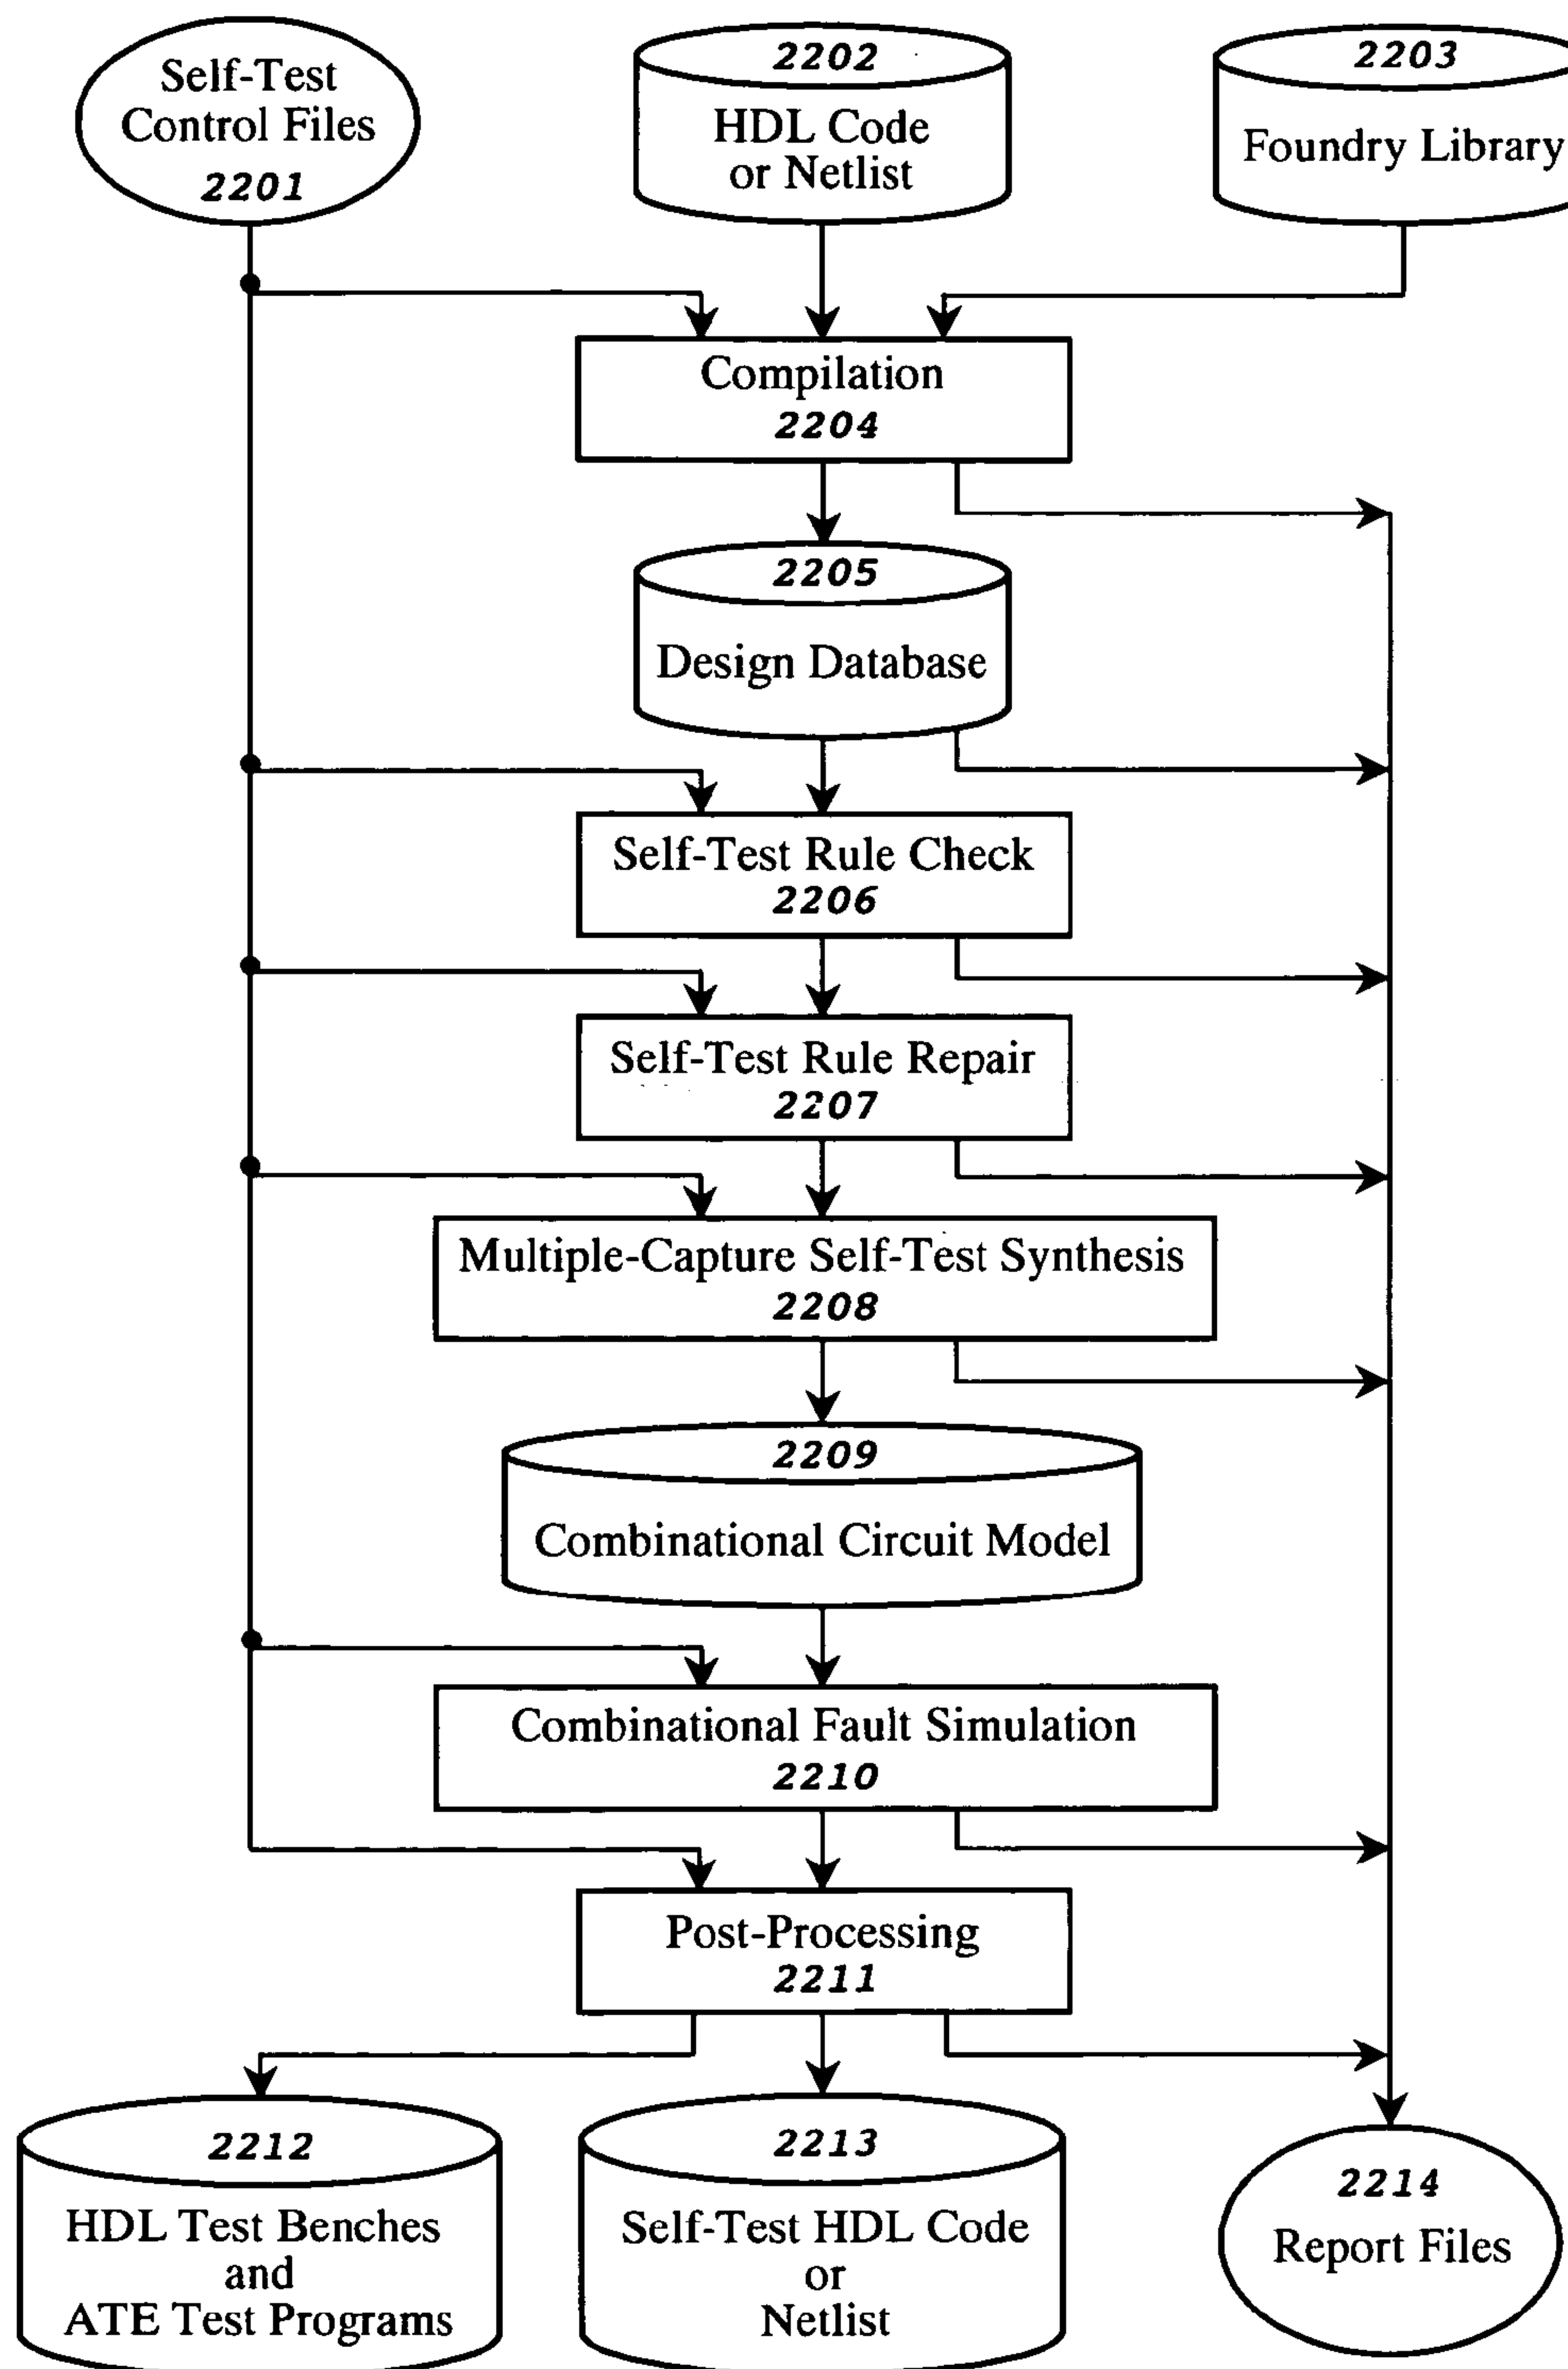 Self-Test
Control Files
2201
2202
HDL Code
or Netlist
2203
Foundry Library
Compilation
2204
2205
Design Database
Self-Test Rule Check
2206
Self-Test Rule Repair
2207
Multiple-Capture Self-Test Synthesis
2208
2209
Combinational Circuit Model
Combinational Fault Simulation
2210
Post-Processing
2211
2212
HDL Test Benches
and
ATE Test Programs
2213
Self-Test HDL Code
or
Netlist
2214
Report Files